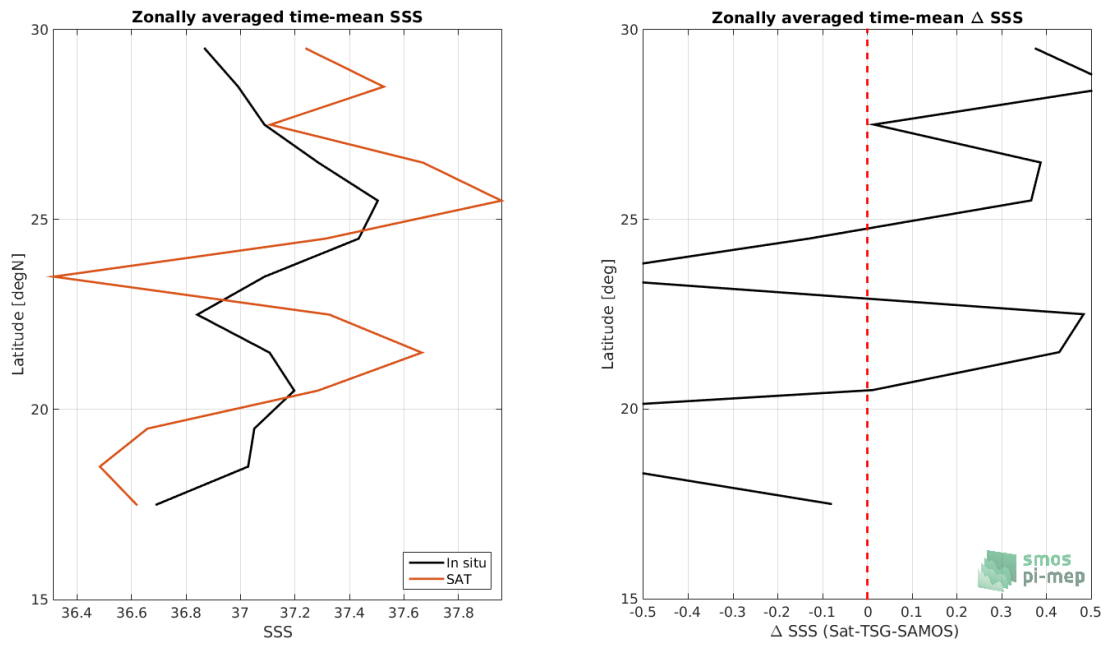 Zonally averaged time-mean SSS
30
25
20
15
Latitude [degN]
36.4 36.6 36.8 37 37.2 37.4 37.6 37.8
SSS
In situ
SAT
Zonally averaged time-mean Δ SSS
30
25
20
15
Latitude [deg]
-0.5 -0.4 -0.3 -0.2 -0.1 0 0.1 0.2 0.3 0.4 0.5
Δ SSS (Sat-TSG-SAMOS)
smos
pi-mep